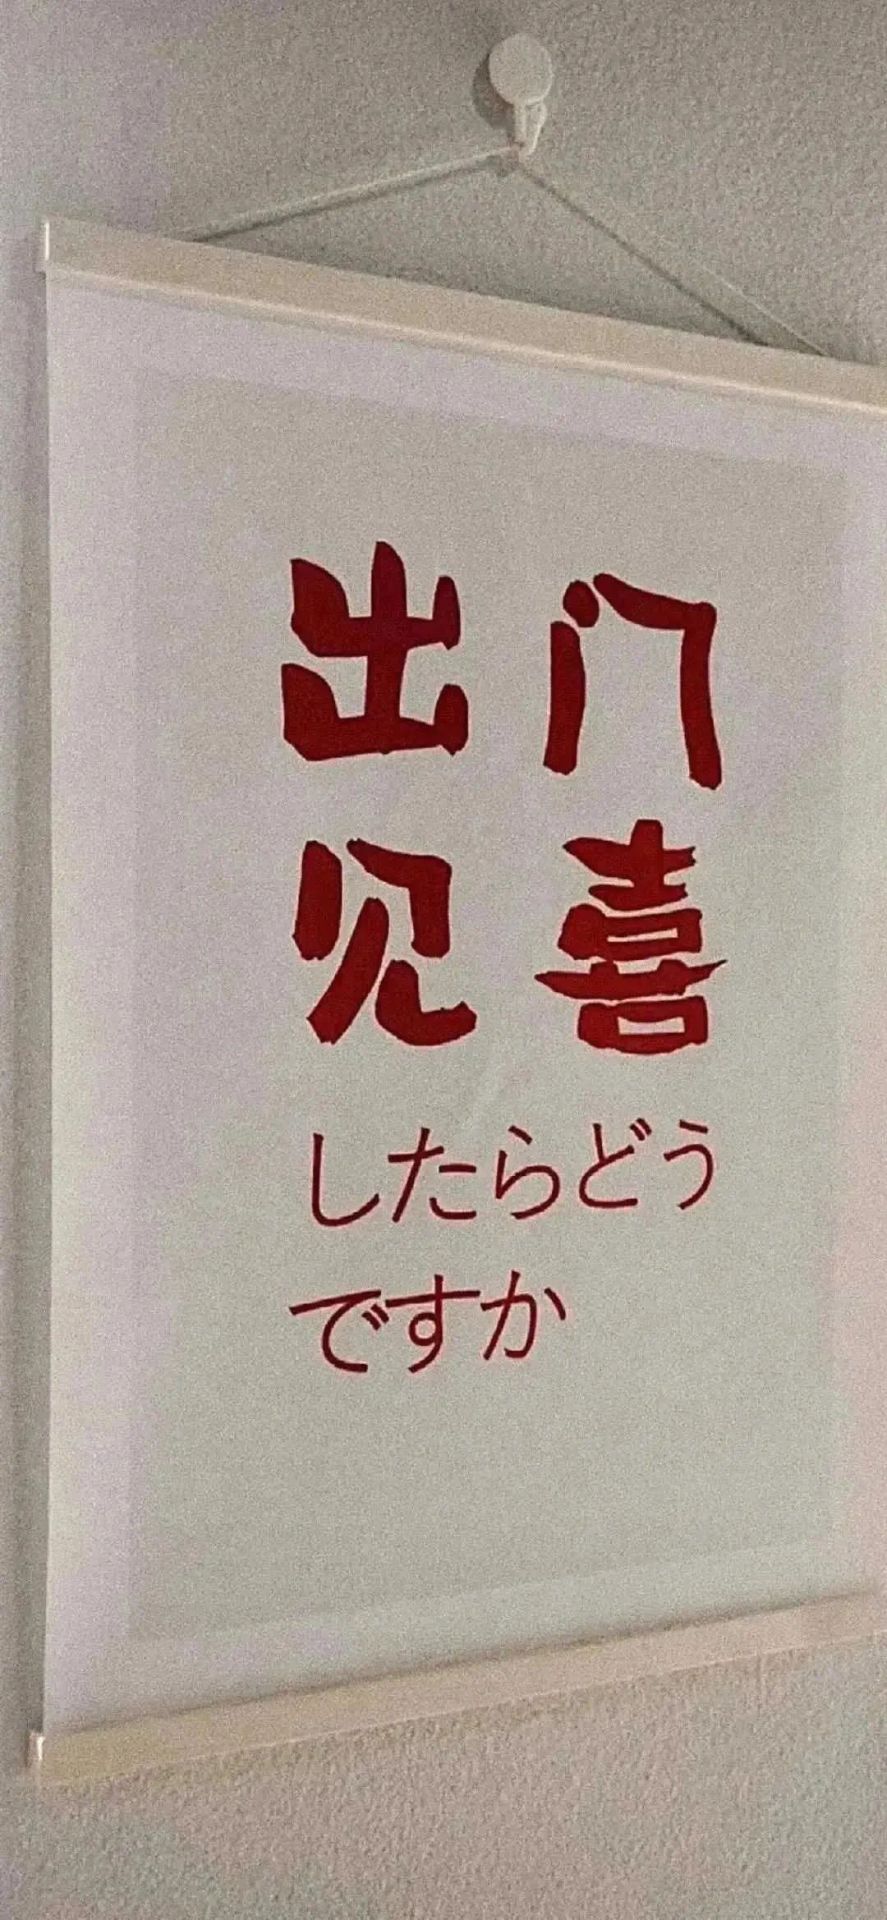 出门
见喜
したらどう
ですか